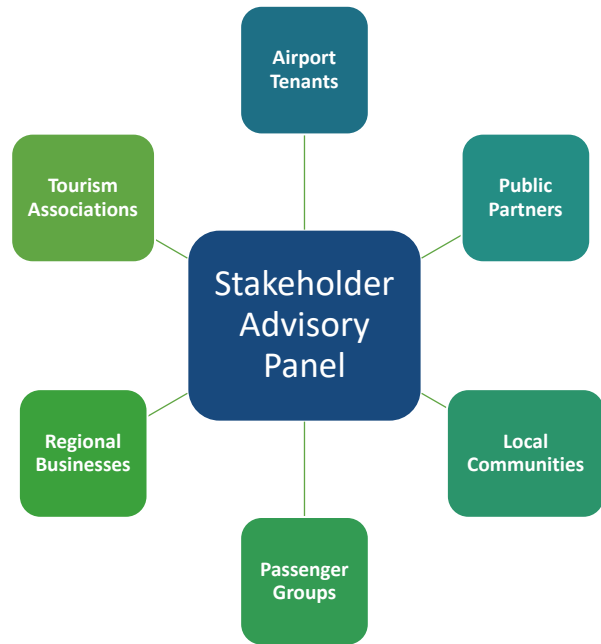 Airport
Tenants
Tourism
Associations
Public
Partners
Stakeholder
Advisory
Panel
Regional
Businesses
Local
Communities
Passenger
Groups